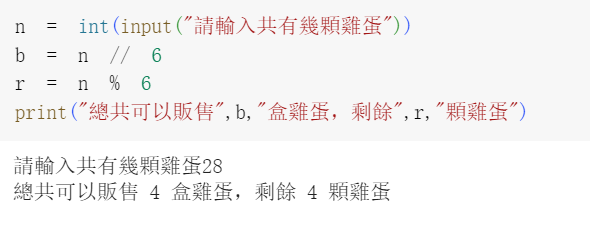 n = int(input("請輸入共有幾顆雞蛋"))
b = n // 6
r = n % 6
print("總共可以販售",b,"盒雞蛋，剩餘",r,"顆雞蛋")
請輸入共有幾顆雞蛋28
總共可以販售 4 盒雞蛋，剩餘 4 顆雞蛋